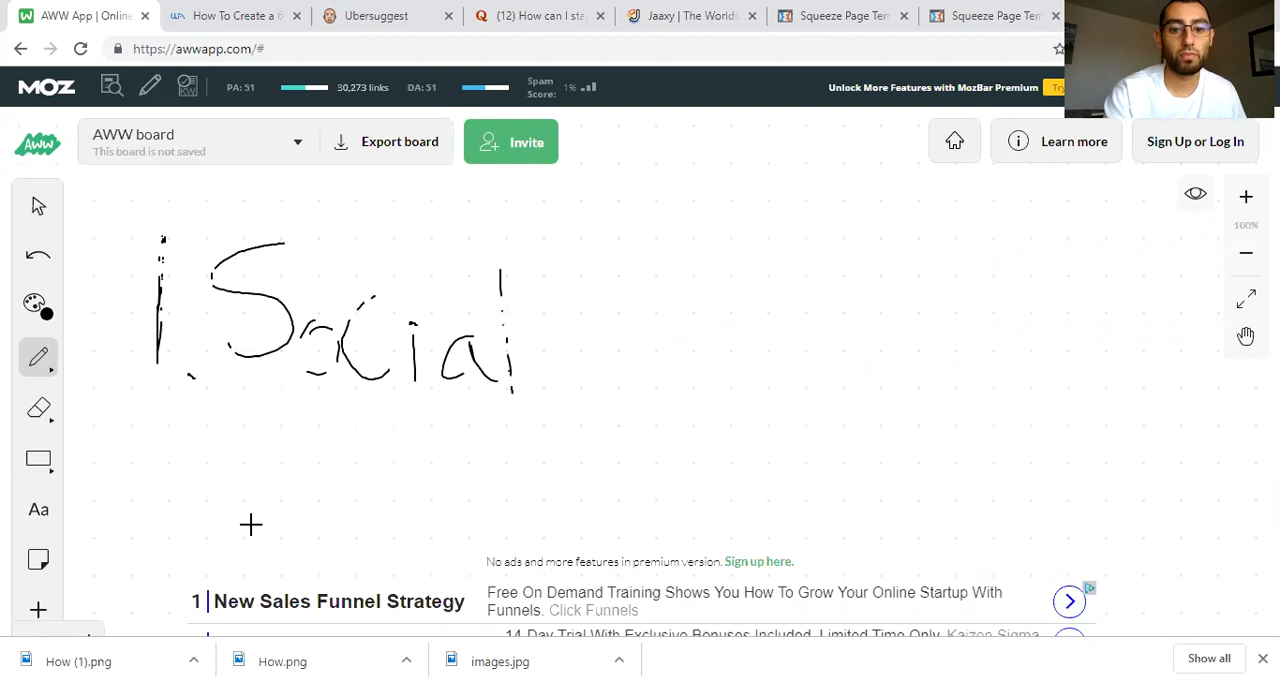 AWW App | Online
How To Create a 6
Ubersuggest
(12) How can I sta
Jaaxy | The Worlds
Squeeze Page Tem
Squeeze Page Tem
https://awwapp.com/#
MOZ
PA: 51
30,273 links
DA: 51
Spam Score: 1%
Unlock More Features with MozBar Premium
AWW
AWW board
This board is not saved
Export board
Invite
Learn more
Sign Up or Log In
100%
1. Social
Aa
No ads and more features in premium version. Sign up here.
1 New Sales Funnel Strategy
Free On Demand Training Shows You How To Grow Your Online Startup With
Funnels. Click Funnels
14-Day Trial With Exclusive Bonuses Included. Limited Time Only. Kaizen Sigma
How (1).png
How.png
images.jpg
Show all